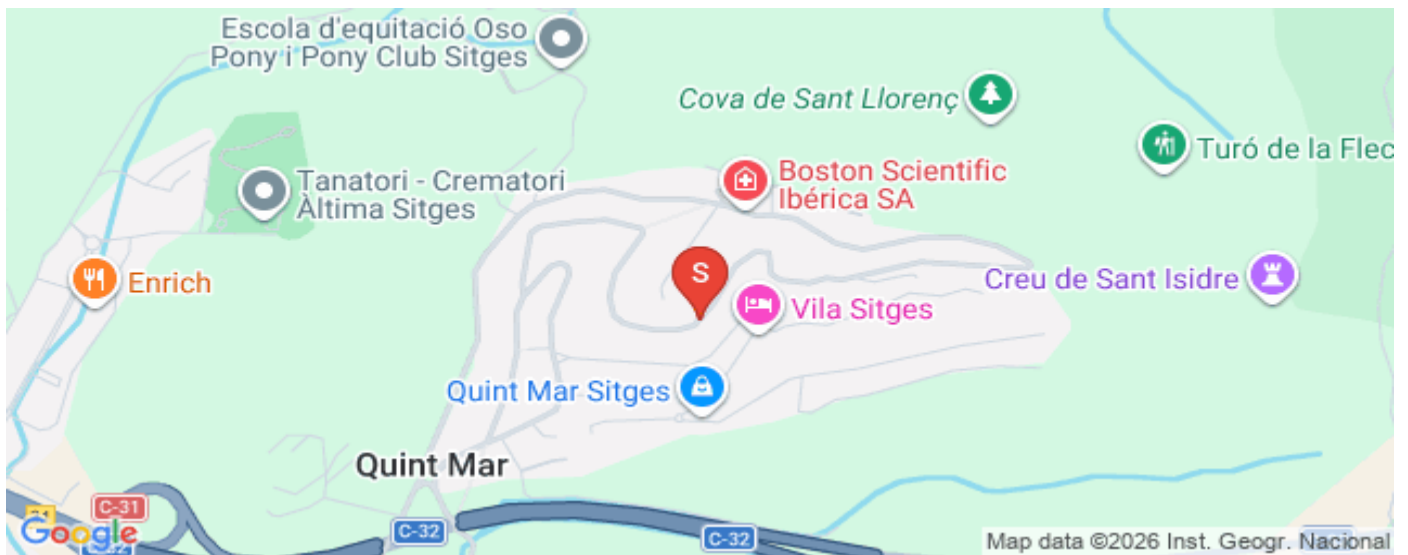 Escola d'equitació Oso
Pony i Pony Club Sitges
Cova de Sant Llorenç
Turó de la Flec
Boston Scientific
Ibérica SA
Tanatori - Crematori
Àltima Sitges
S
Enrich
Creu de Sant Isidre
Vila Sitges
Quint Mar Sitges
Quint Mar
C-31
C-32
C-32
Google
Map data ©2026 Inst. Geogr. Nacional